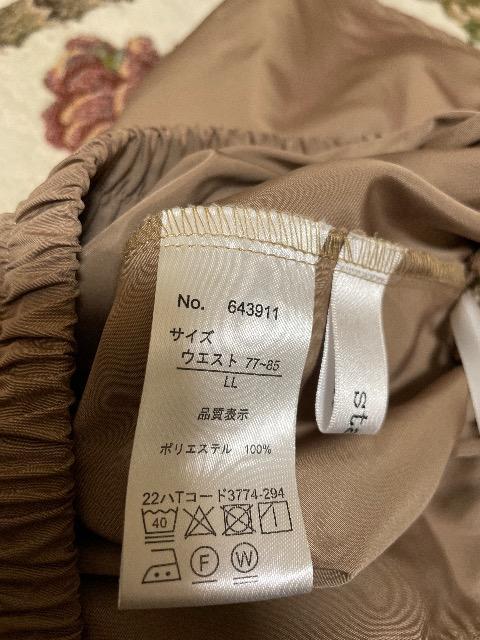 No. 643911
サイズ
ウエスト 77~85
LL
品質表示
ポリエステル 100%
22ハTコード3774-294
40
F W